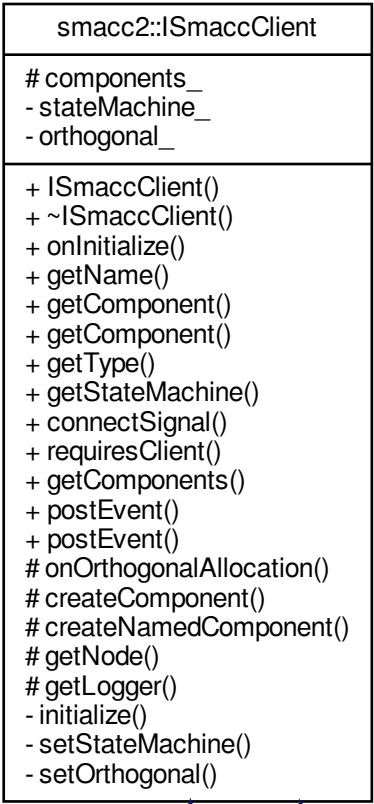 smacc2::ISmaccClient
# components_
- stateMachine_
- orthogonal_
+ ISmaccClient()
+ ~ISmaccClient()
+ onInitialize()
+ getName()
+ getComponent()
+ getComponent()
+ getType()
+ getStateMachine()
+ connectSignal()
+ requiresClient()
+ getComponents()
+ postEvent()
+ postEvent()
# onOrthogonalAllocation()
# createComponent()
# createNamedComponent()
# getNode()
# getLogger()
- initialize()
- setStateMachine()
- setOrthogonal()